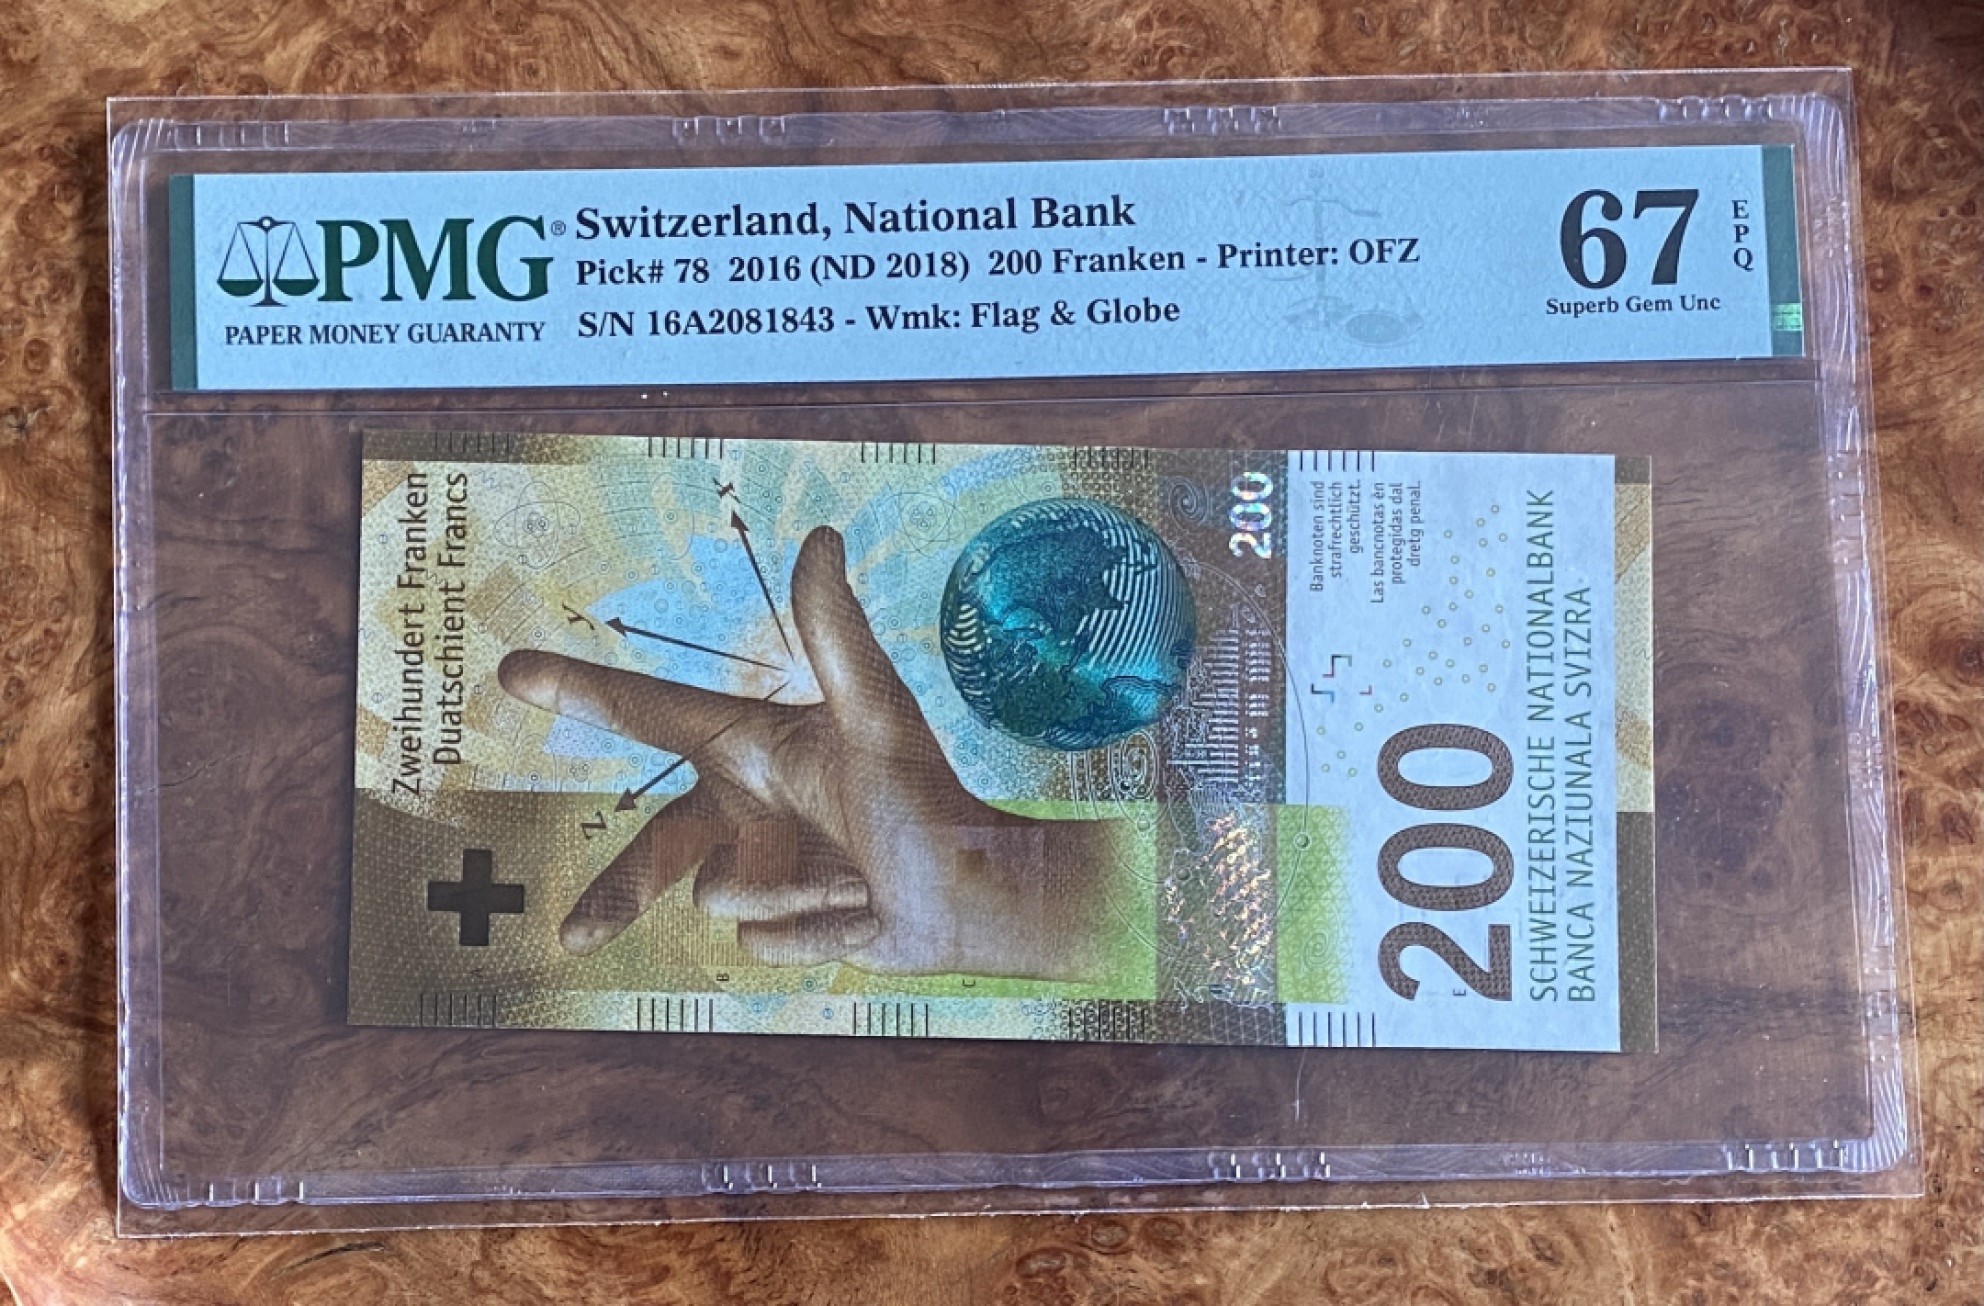 PMG®
PAPER MONEY GUARANTY
Switzerland, National Bank
Pick# 78 2016 (ND 2018) 200 Franken - Printer: OFZ
S/N 16A2081843 - Wmk: Flag & Globe
67
EPQ
Superb Gem Unc
Zweihundert Franken
Duatschient Francs
x
y
z
A
B
C
E
200
Banknoten sind
strafrechtlich
geschützt.
Las bancnotas èn
protegidas dal
dretg penal.
200
SCHWEIZERISCHE NATIONALBANK
BANCA NAZIUNALA SVIZRA